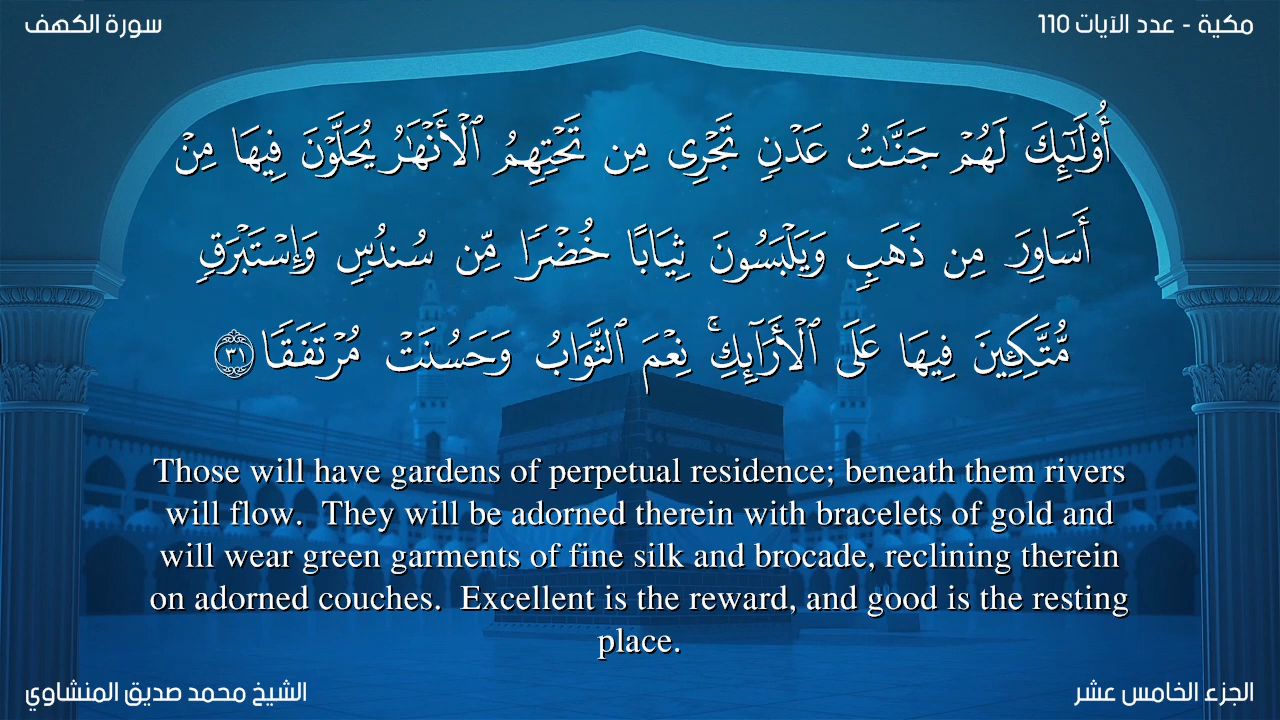 مكية - عدد الآيات 110
سورة الكهف
أُو۟لَـٰٓئِكَ لَهُمْ جَنَّـٰتُ عَدْنٍ تَجْرِى مِن تَحْتِهِمُ ٱلْأَنْهَـٰرُ يُحَلَّوْنَ فِيهَا مِنْ
أَسَاوِرَ مِن ذَهَبٍ وَيَلْبَسُونَ ثِيَابًا خُضْرًا مِّن سُندُسٍ وَإِسْتَبْرَقٍ
مُّتَّكِـِٔينَ فِيهَا عَلَى ٱلْأَرَآئِكِ ۚ نِعْمَ ٱلثَّوَابُ وَحَسُنَتْ مُرْتَفَقًا ٣١
Those will have gardens of perpetual residence; beneath them rivers
will flow.  They will be adorned therein with bracelets of gold and
will wear green garments of fine silk and brocade, reclining therein
on adorned couches.  Excellent is the reward, and good is the resting
place.
الجزء الخامس عشر
الشيخ محمد صديق المنشاوي